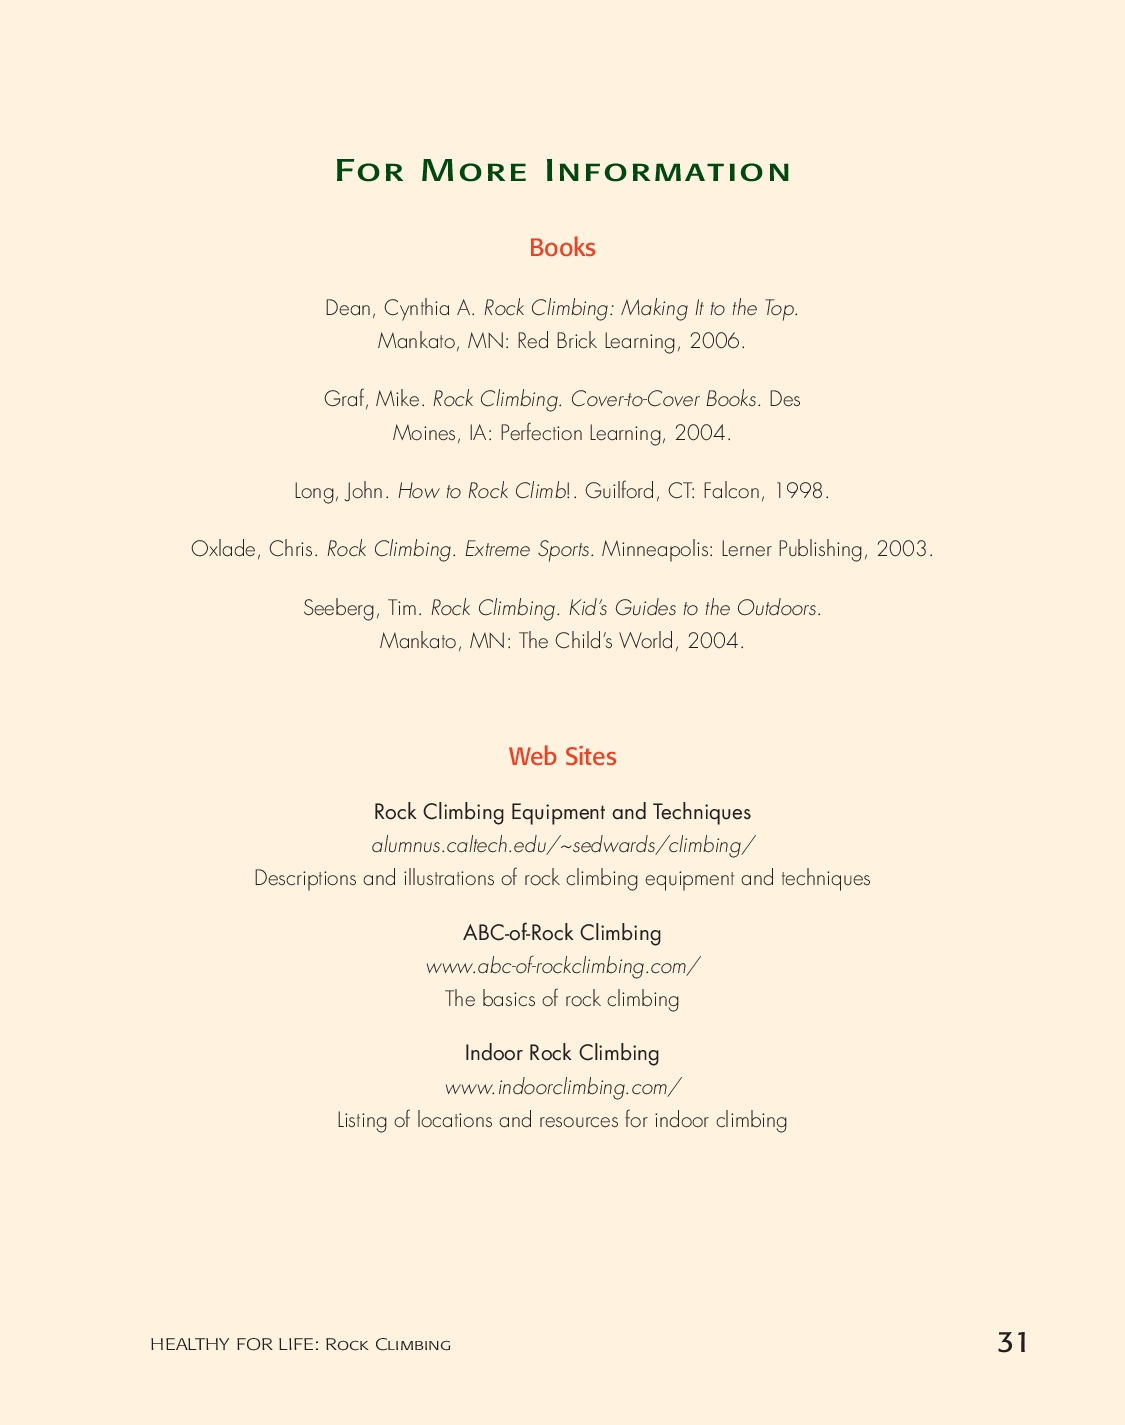 For More Information
Books
Dean, Cynthia A. Rock Climbing: Making It to the Top.
Mankato, MN: Red Brick Learning, 2006.
Graf, Mike. Rock Climbing. Cover-to-Cover Books. Des
Moines, IA: Perfection Learning, 2004.
Long, John. How to Rock Climb!. Guilford, CT: Falcon, 1998.
Oxlade, Chris. Rock Climbing. Extreme Sports. Minneapolis: Lerner Publishing, 2003.
Seeberg, Tim. Rock Climbing. Kid’s Guides to the Outdoors.
Mankato, MN: The Child’s World, 2004.
Web Sites
Rock Climbing Equipment and Techniques
alumnus.caltech.edu/~sedwards/climbing/
Descriptions and illustrations of rock climbing equipment and techniques
ABC-of-Rock Climbing
www.abc-of-rockclimbing.com/
The basics of rock climbing
Indoor Rock Climbing
www.indoorclimbing.com/
Listing of locations and resources for indoor climbing
HEALTHY FOR LIFE: Rock Climbing
31